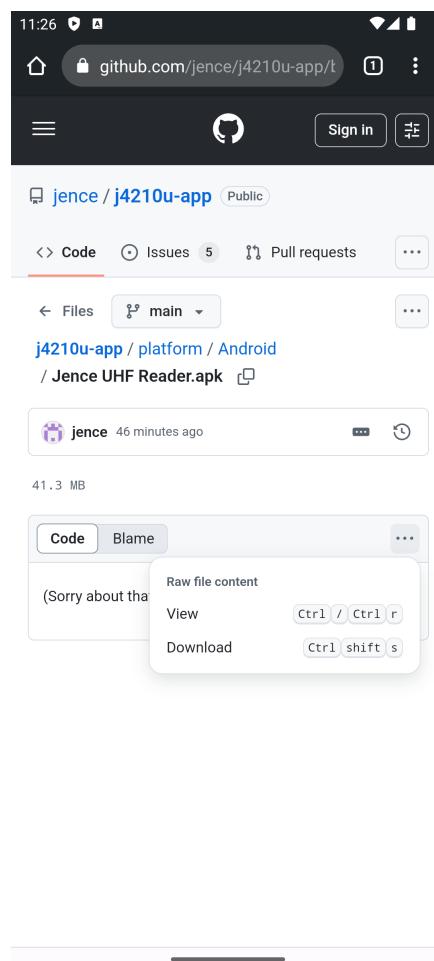 11:26
github.com/jence/j4210u-app/b
1
Sign in
jence / j4210u-app Public
Code Issues 5 Pull requests
Files main
j4210u-app / platform / Android
/ Jence UHF Reader.apk
jence 46 minutes ago
41.3 MB
Code Blame
Raw file content
(Sorry about tha
View Ctrl / Ctrl r
Download Ctrl shift s